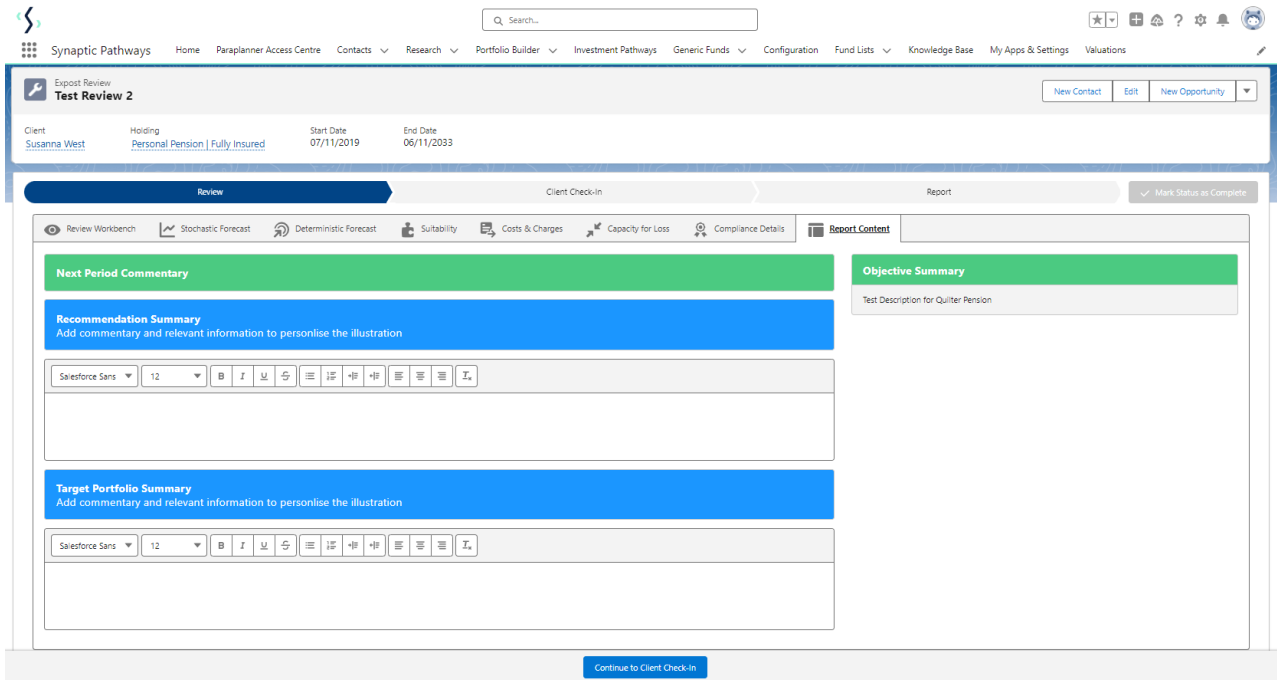 Search...
Synaptic Pathways Home Paraplanner Access Centre Contacts Research Portfolio Builder Investment Pathways Generic Funds Configuration Fund Lists Knowledge Base My Apps & Settings Valuations
Expost Review
Test Review 2
New Contact Edit New Opportunity
Client Holding Start Date End Date
Susanna West Personal Pension | Fully Insured 07/11/2019 06/11/2033
Review Client Check-In Report Mark Status as Complete
Review Workbench Stochastic Forecast Deterministic Forecast Suitability Costs & Charges Capacity for Loss Compliance Details Report Content
Next Period Commentary
Objective Summary
Test Description for Quilter Pension
Recommendation Summary
Add commentary and relevant information to personlise the illustration
Salesforce Sans 12 B I U S
Target Portfolio Summary
Add commentary and relevant information to personlise the illustration
Salesforce Sans 12 B I U S
Continue to Client Check-In